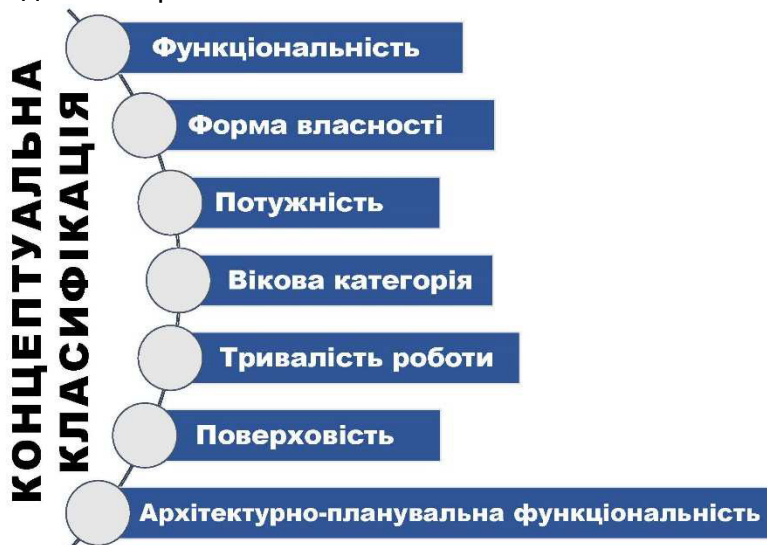 КОНЦЕПТУАЛЬНА
КЛАСИФІКАЦІЯ
Функціональність
Форма власності
Потужність
Вікова категорія
Тривалість роботи
Поверховість
Архітектурно-планувальна функціональність